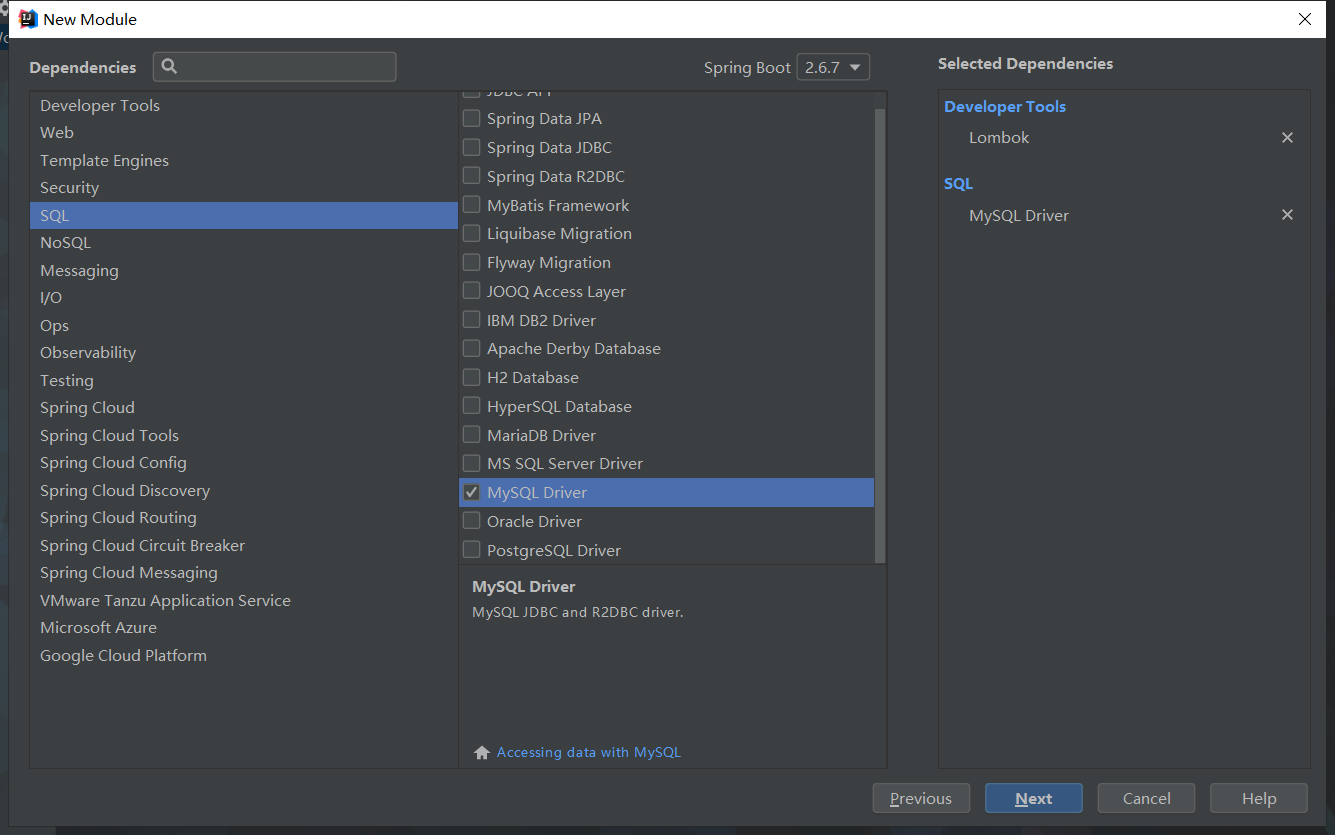 New Module
Dependencies
Spring Boot 2.6.7
Selected Dependencies
Developer Tools
Web
Template Engines
Security
SQL
NoSQL
Messaging
I/O
Ops
Observability
Testing
Spring Cloud
Spring Cloud Tools
Spring Cloud Config
Spring Cloud Discovery
Spring Cloud Routing
Spring Cloud Circuit Breaker
Spring Cloud Messaging
VMware Tanzu Application Service
Microsoft Azure
Google Cloud Platform
JDBC API
Spring Data JPA
Spring Data JDBC
Spring Data R2DBC
MyBatis Framework
Liquibase Migration
Flyway Migration
JOOQ Access Layer
IBM DB2 Driver
Apache Derby Database
H2 Database
HyperSQL Database
MariaDB Driver
MS SQL Server Driver
MySQL Driver
Oracle Driver
PostgreSQL Driver
MySQL Driver
MySQL JDBC and R2DBC driver.
Accessing data with MySQL
Developer Tools
Lombok
SQL
MySQL Driver
Previous
Next
Cancel
Help